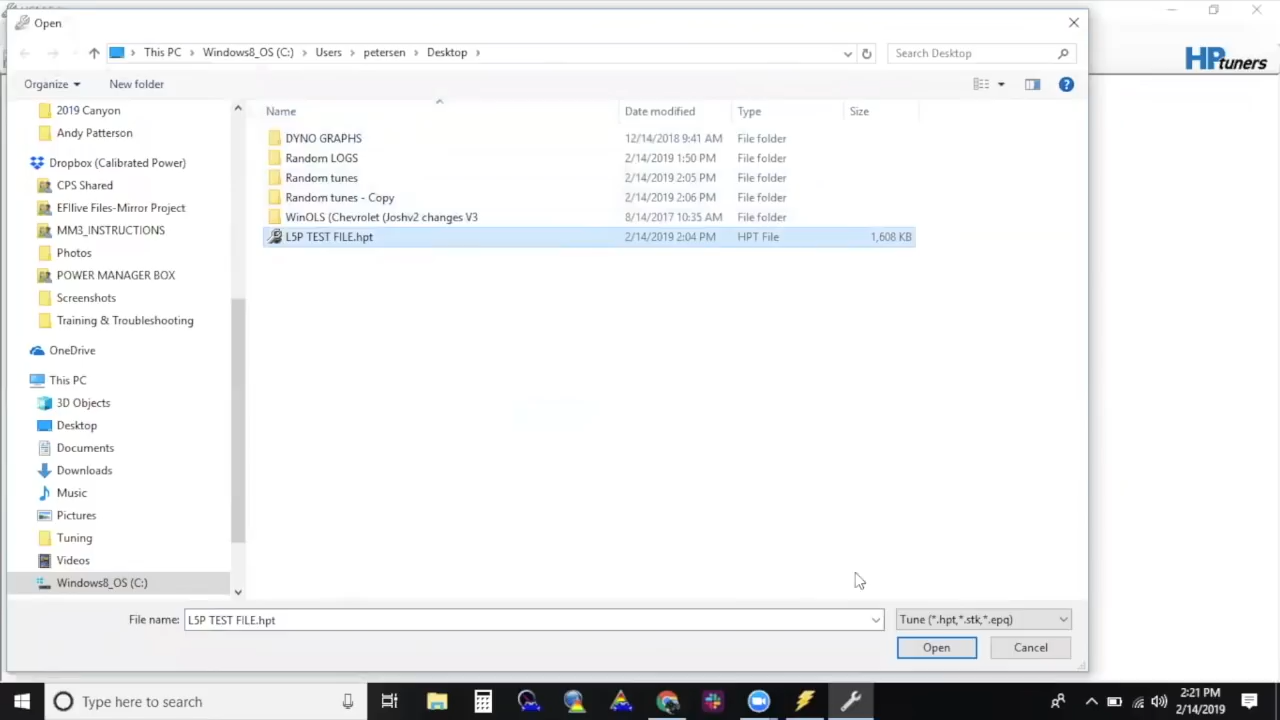 Open
This PC > Windows8_OS (C:) > Users > petersen > Desktop >
Search Desktop
HPtuners
Organize
New folder
Name Date modified Type Size
2019 Canyon
Andy Patterson
Dropbox (Calibrated Power)
CPS Shared
EFIlive Files-Mirror Project
MM3_INSTRUCTIONS
Photos
POWER MANAGER BOX
Screenshots
Training & Troubleshooting
OneDrive
This PC
3D Objects
Desktop
Documents
Downloads
Music
Pictures
Tuning
Videos
Windows8_OS (C:)
DYNO GRAPHS 12/14/2018 9:41 AM File folder
Random LOGS 2/14/2019 1:50 PM File folder
Random tunes 2/14/2019 2:05 PM File folder
Random tunes - Copy 2/14/2019 2:06 PM File folder
WinOLS (Chevrolet (Joshv2 changes V3 8/14/2017 10:35 AM File folder
L5P TEST FILE.hpt 2/14/2019 2:04 PM HPT File 1,608 KB
File name: L5P TEST FILE.hpt
Tune (*.hpt,*.stk,*.epq)
Open
Cancel
Type here to search
2:21 PM
2/14/2019